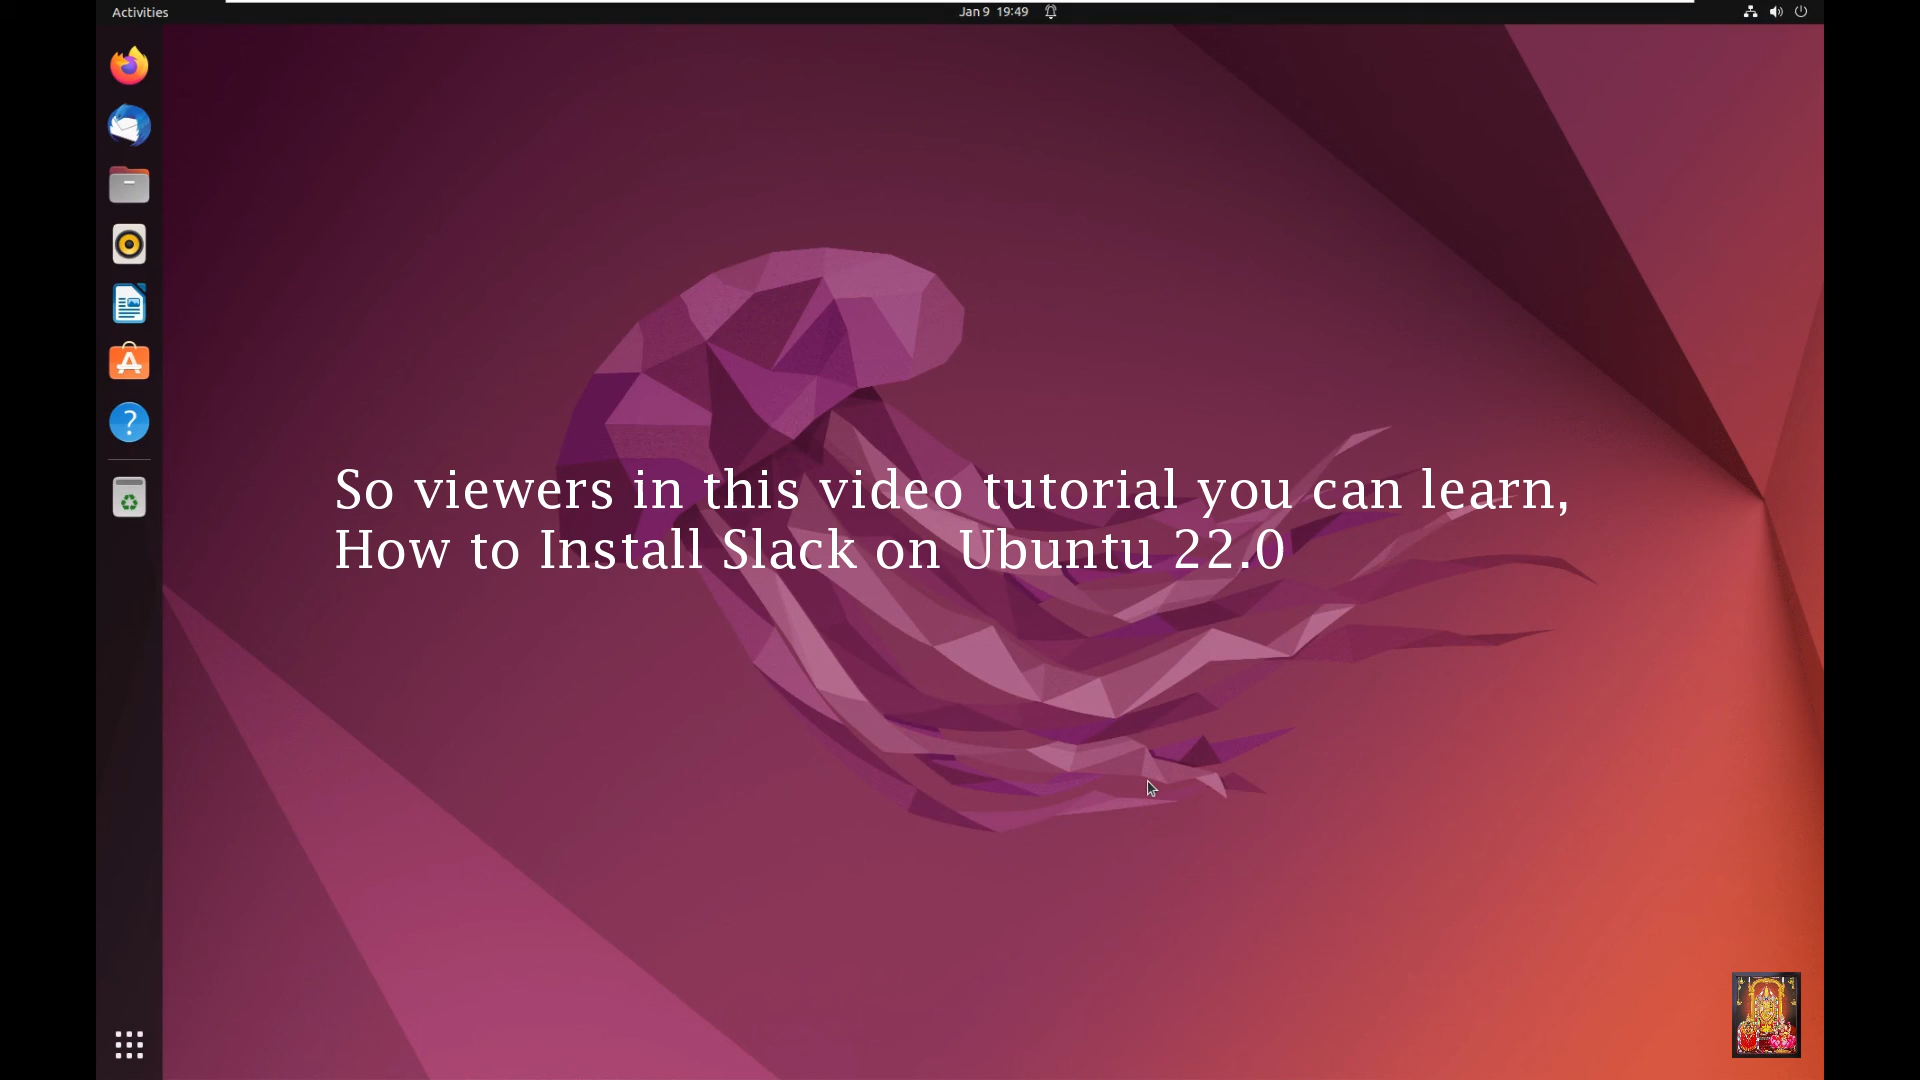 Activities
Jan 9 19:49
So viewers in this video tutorial you can learn,
How to Install Slack on Ubuntu 22.0